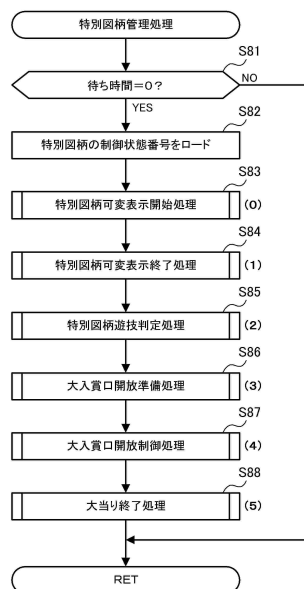 特別図柄管理処理
S81
待ち時間=0?
NO
YES
S82
特別図柄の制御状態番号をロード
S83
特別図柄可変表示開始処理
(0)
S84
特別図柄可変表示終了処理
(1)
S85
特別図柄遊技判定処理
(2)
S86
大入賞口開放準備処理
(3)
S87
大入賞口開放制御処理
(4)
S88
大当り終了処理
(5)
RET